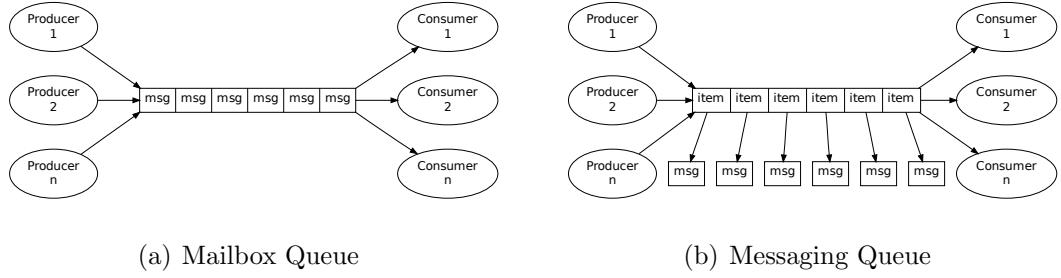 Producer
1
Consumer
1
Producer
2
msg msg msg msg msg msg
Consumer
2
Producer
n
Consumer
n
(a) Mailbox Queue
Producer
1
Consumer
1
Producer
2
item item item item item item
Consumer
2
Producer
n
msg msg msg msg msg msg
Consumer
n
(b) Messaging Queue